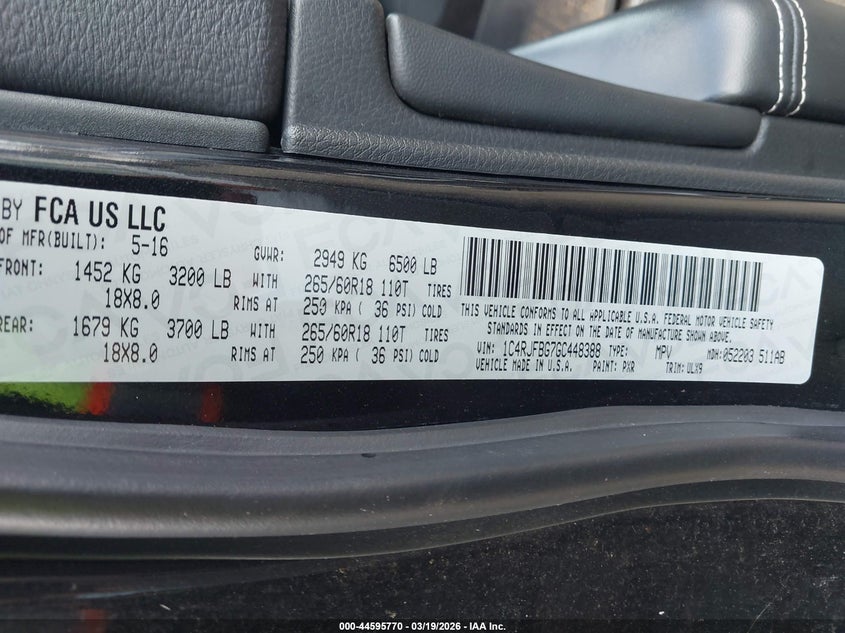 BY FCA US LLC
OF MFR(BUILT): 5-16 GVWR: 2949 KG 6500 LB
FRONT: 1452 KG 3200 LB WITH 265/60R18 110T TIRES
18X8.0 RIMS AT 250 KPA ( 36 PSI) COLD
REAR: 1679 KG 3700 LB WITH 265/60R18 110T TIRES
18X8.0 RIMS AT 250 KPA ( 36 PSI) COLD
THIS VEHICLE CONFORMS TO ALL APPLICABLE U.S.A. FEDERAL MOTOR VEHICLE SAFETY
STANDARDS IN EFFECT ON THE DATE OF MANUFACTURE SHOWN ABOVE.
VIN: 1C4RJFBG7GC448388 TYPE: MPV MDH: 052203 511AB
VEHICLE MADE IN U.S.A. PAINT: PXR TRIM: ULX9
000-44595770 — 03/19/2026 — IAA Inc.